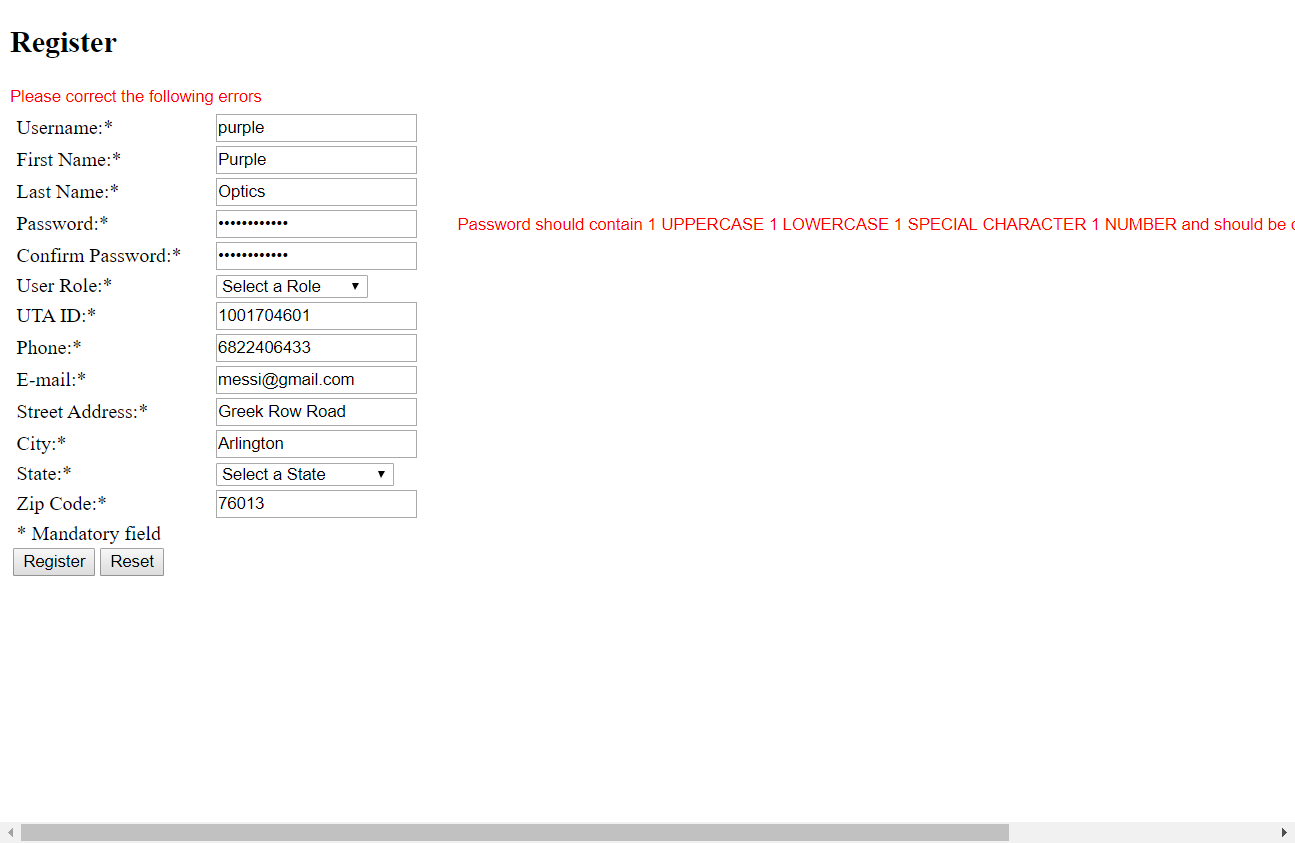 Register
Please correct the following errors
Username:* purple
First Name:* Purple
Last Name:* Optics
Password:* •••••••••••• Password should contain 1 UPPERCASE 1 LOWERCASE 1 SPECIAL CHARACTER 1 NUMBER and should be
Confirm Password:* ••••••••••••
User Role:* Select a Role
UTA ID:* 1001704601
Phone:* 6822406433
E-mail:* messi@gmail.com
Street Address:* Greek Row Road
City:* Arlington
State:* Select a State
Zip Code:* 76013
* Mandatory field
Register Reset